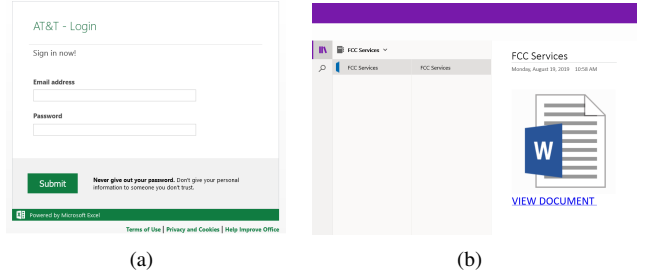 AT&T - Login
Sign in now!
Email address
Password
Submit
Never give out your password. Don't give your personal
information to someone you don't trust.
Powered by Microsoft Excel
Terms of Use | Privacy and Cookies | Help Improve Office
(a)
FCC Services
FCC Services
FCC Services
FCC Services
Monday, August 19, 2019 10:58 AM
W
VIEW DOCUMENT
(b)